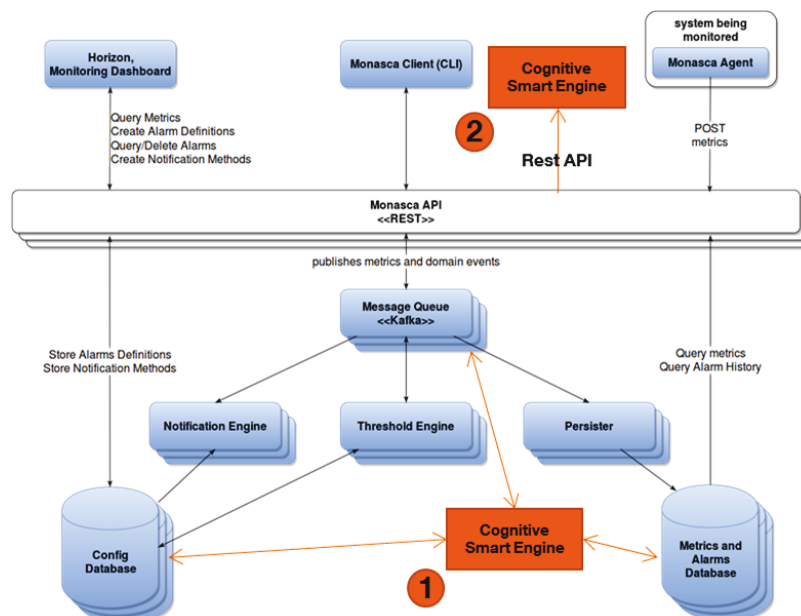 system being
monitored
Horizon,
Monitoring Dashboard
Monasca Client (CLI)
Cognitive
Smart Engine
Monasca Agent
Query Metrics
Create Alarm Definitions
Query/Delete Alarms
Create Notification Methods
2
Rest API
POST
metrics
Monasca API
<<REST>>
publishes metrics and domain events
Message Queue
<<Kafka>>
Store Alarms Definitions
Store Notification Methods
Query metrics
Query Alarm History
Notification Engine
Threshold Engine
Persister
Config
Database
Cognitive
Smart Engine
Metrics and
Alarms
Database
1